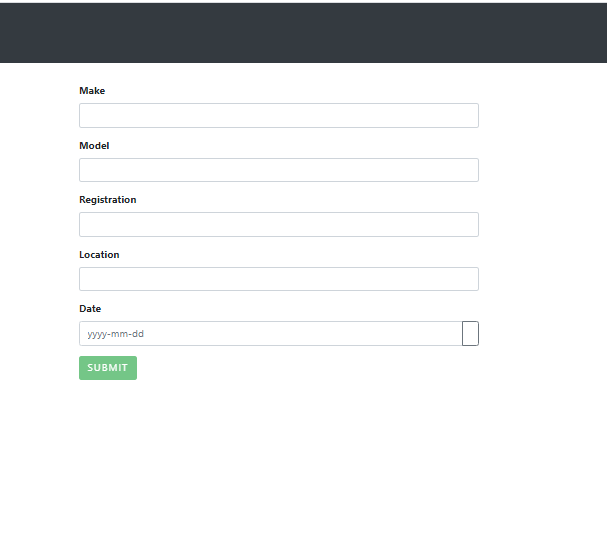 Make
Model
Registration
Location
Date
yyyy-mm-dd
SUBMIT